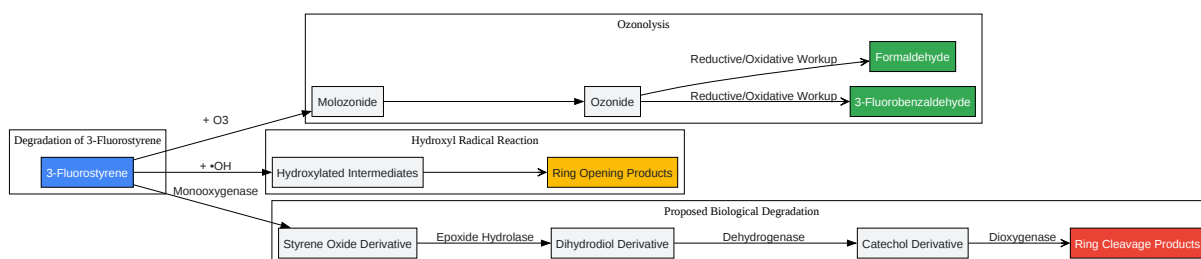 Ozonolysis
Reductive/Oxidative Workup
Formaldehyde
Molozonide
Ozonide
Reductive/Oxidative Workup
3-Fluorobenzaldehyde
+ O3
Degradation of 3-Fluorostyrene
3-Fluorostyrene
Hydroxyl Radical Reaction
+ •OH
Hydroxylated Intermediates
Ring Opening Products
Monooxygenase
Proposed Biological Degradation
Styrene Oxide Derivative
Epoxide Hydrolase
Dihydrodiol Derivative
Dehydrogenase
Catechol Derivative
Dioxygenase
Ring Cleavage Products